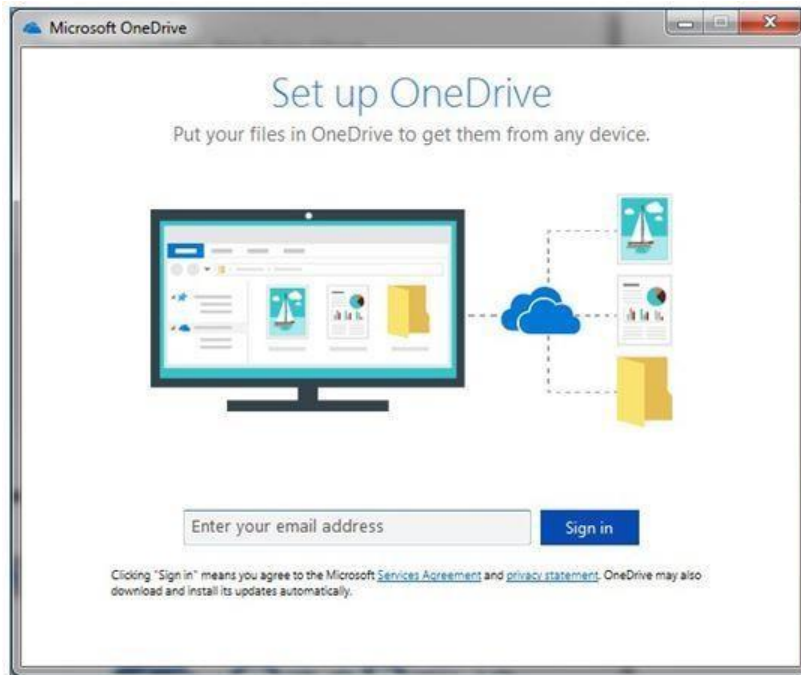 Microsoft OneDrive
Set up OneDrive
Put your files in OneDrive to get them from any device.
Enter your email address
Sign in
Clicking "Sign in" means you agree to the Microsoft Services Agreement and privacy statement. OneDrive may also
download and install its updates automatically.